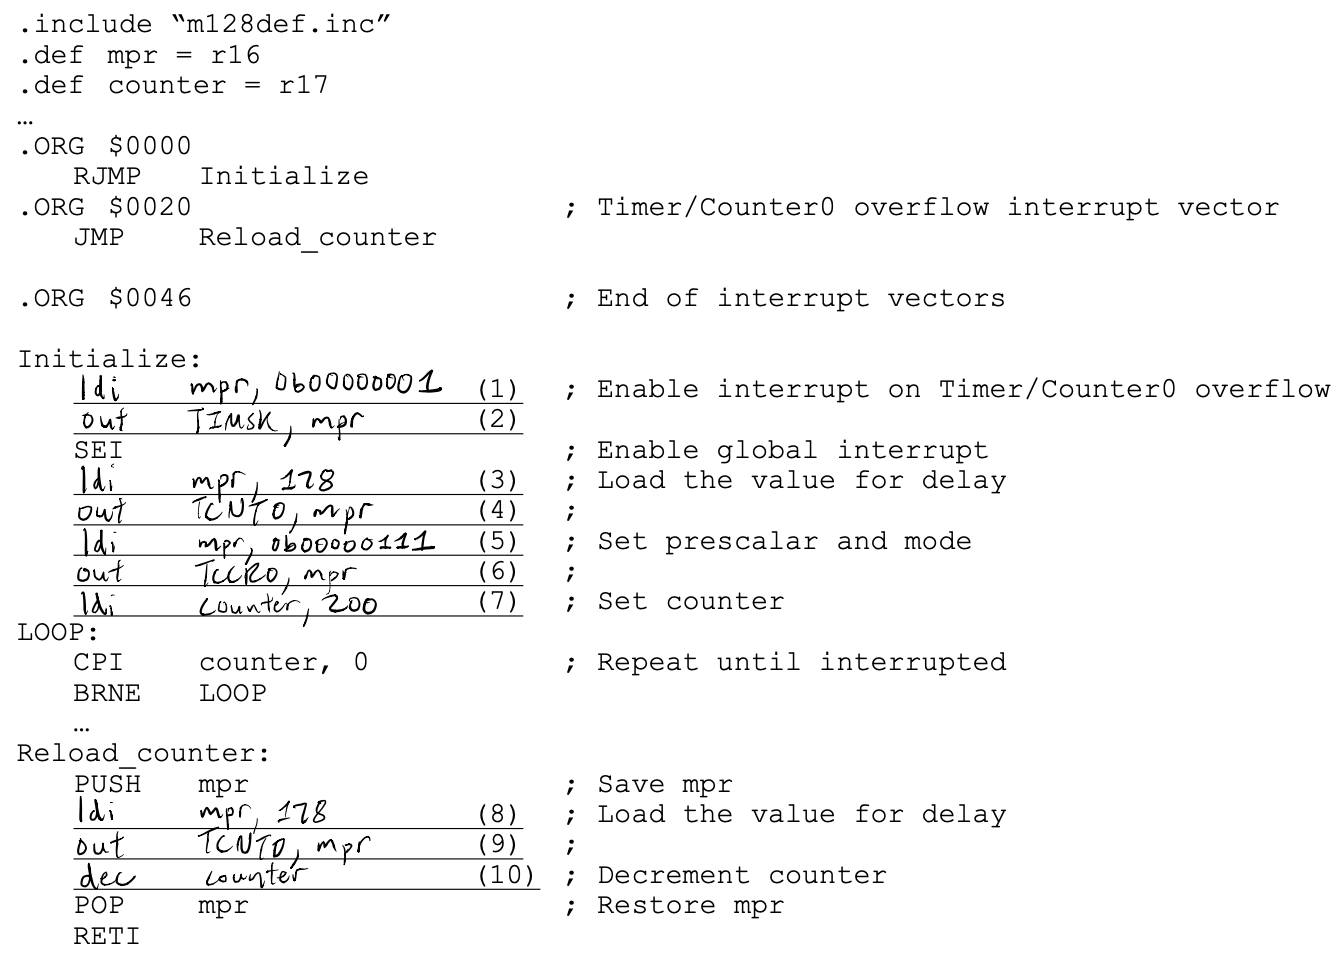 .include “m128def.inc”
.def mpr = r16
.def counter = r17
…
.ORG $0000
RJMP Initialize
.ORG $0020 ; Timer/Counter0 overflow interrupt vector
JMP Reload_counter
.ORG $0046 ; End of interrupt vectors
Initialize:
ldi mpr, 0b00000001 (1) ; Enable interrupt on Timer/Counter0 overflow
out TIMSK, mpr (2)
SEI ; Enable global interrupt
ldi mpr, 178 (3) ; Load the value for delay
out TCNT0, mpr (4) ;
ldi mpr, 0b00000111 (5) ; Set prescalar and mode
out TCCR0, mpr (6) ;
ldi counter, 200 (7) ; Set counter
LOOP:
CPI counter, 0 ; Repeat until interrupted
BRNE LOOP
…
Reload_counter:
PUSH mpr ; Save mpr
ldi mpr, 178 (8) ; Load the value for delay
out TCNT0, mpr (9) ;
dec counter (10) ; Decrement counter
POP mpr ; Restore mpr
RETI